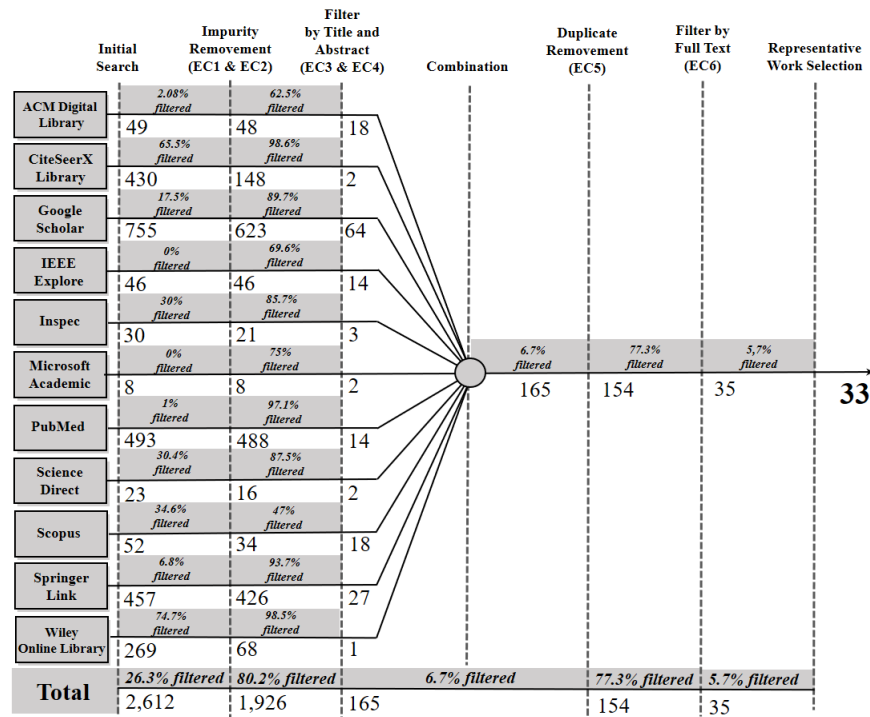 Initial
Search
Impurity
Removement
(EC1 & EC2)
Filter
by Title and
Abstract
(EC3 & EC4)
Combination
Duplicate
Removement
(EC5)
Filter by
Full Text
(EC6)
Representative
Work Selection
ACM Digital
Library
2.08%
filtered
62.5%
filtered
49
48
18
CiteSeerX
Library
65.5%
filtered
98.6%
filtered
430
148
2
Google
Scholar
17.5%
filtered
89.7%
filtered
755
623
64
IEEE
Explore
0%
filtered
69.6%
filtered
46
46
14
Inspec
30%
filtered
85.7%
filtered
30
21
3
Microsoft
Academic
0%
filtered
75%
filtered
8
8
2
PubMed
1%
filtered
97.1%
filtered
493
488
14
Science
Direct
30.4%
filtered
87.5%
filtered
23
16
2
Scopus
34.6%
filtered
47%
filtered
52
34
18
Springer
Link
6.8%
filtered
93.7%
filtered
457
426
27
Wiley
Online Library
74.7%
filtered
98.5%
filtered
269
68
1
6.7%
filtered
77.3%
filtered
5,7%
filtered
165
154
35
33
Total
26.3% filtered
80.2% filtered
6.7% filtered
77.3% filtered
5.7% filtered
2,612
1,926
165
154
35